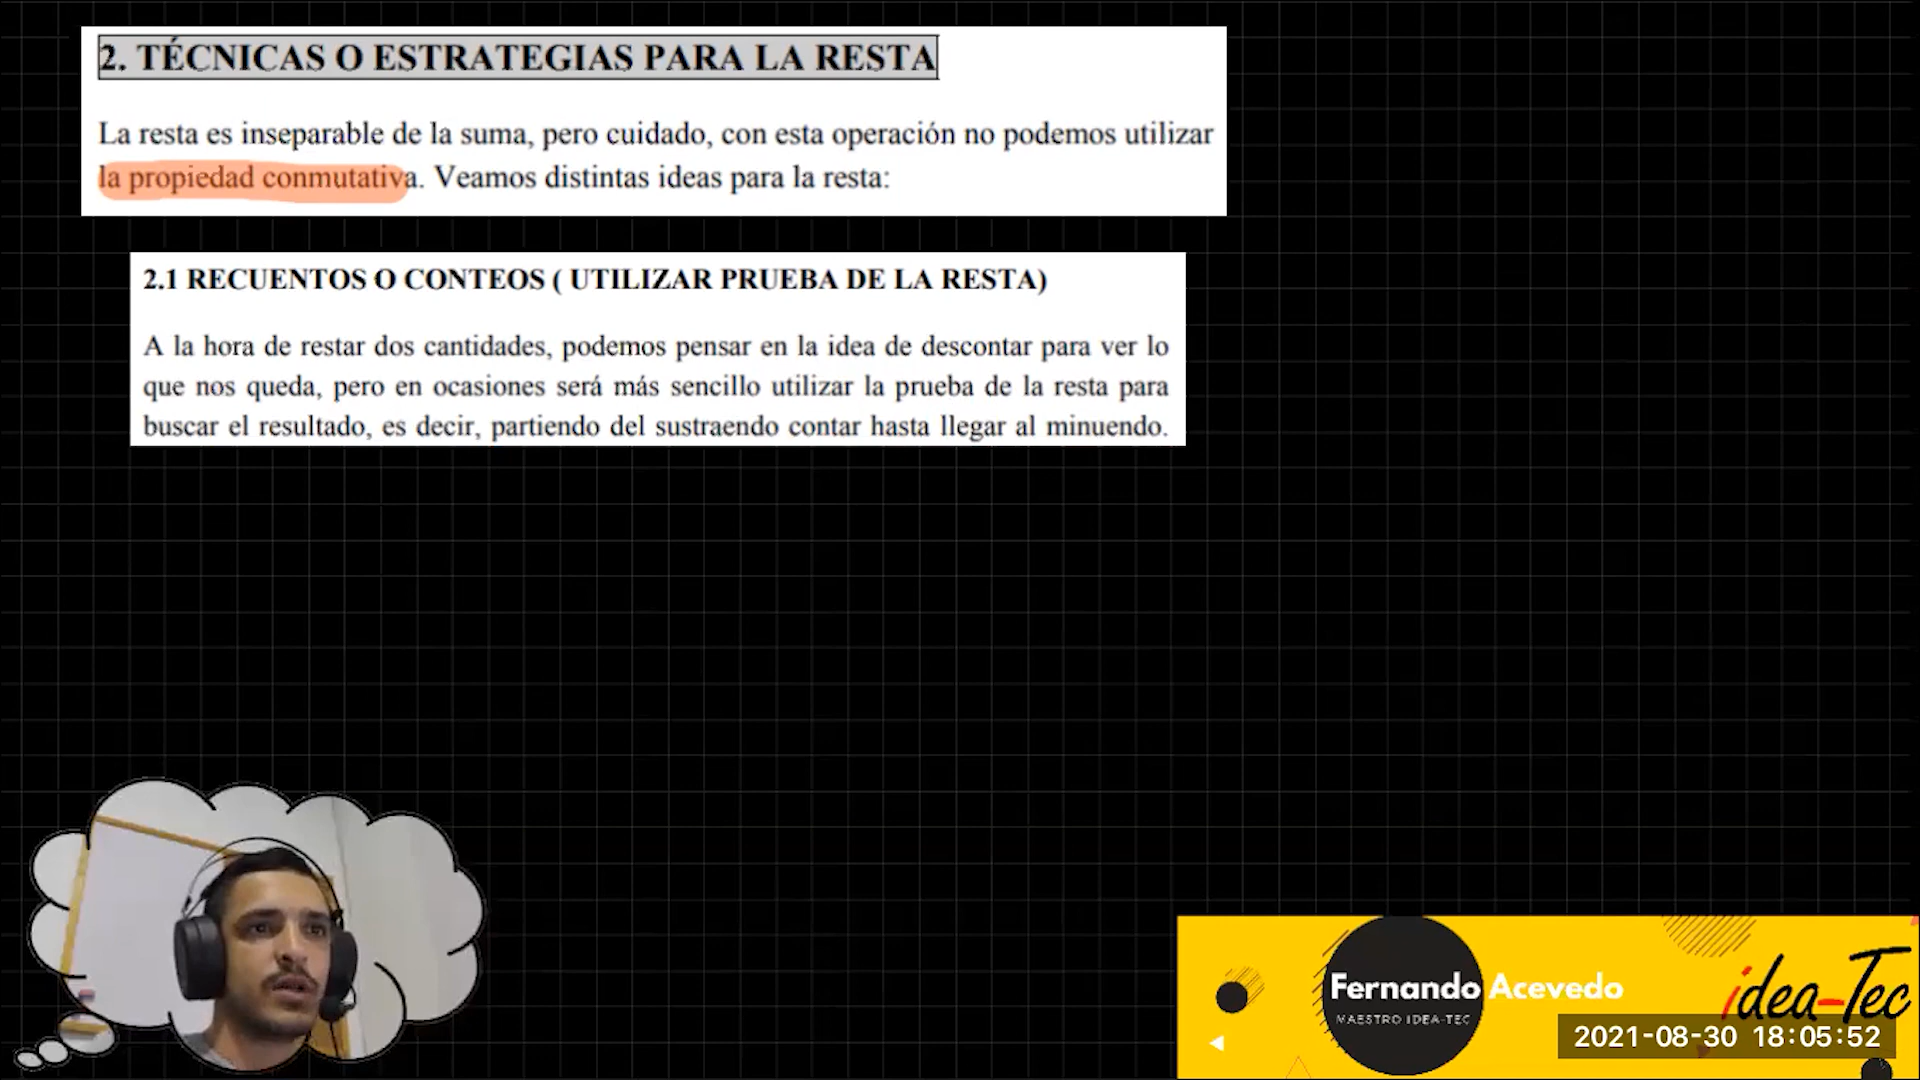 2. TÉCNICAS O ESTRATEGIAS PARA LA RESTA
La resta es inseparable de la suma, pero cuidado, con esta operación no podemos utilizar
la propiedad conmutativa. Veamos distintas ideas para la resta:
2.1 RECUENTOS O CONTEOS ( UTILIZAR PRUEBA DE LA RESTA)
A la hora de restar dos cantidades, podemos pensar en la idea de descontar para ver lo
que nos queda, pero en ocasiones será más sencillo utilizar la prueba de la resta para
buscar el resultado, es decir, partiendo del sustraendo contar hasta llegar al minuendo.
Fernando Acevedo
MAESTRO IDEA-TEC
idea-Tec
2021-08-30 18:05:52